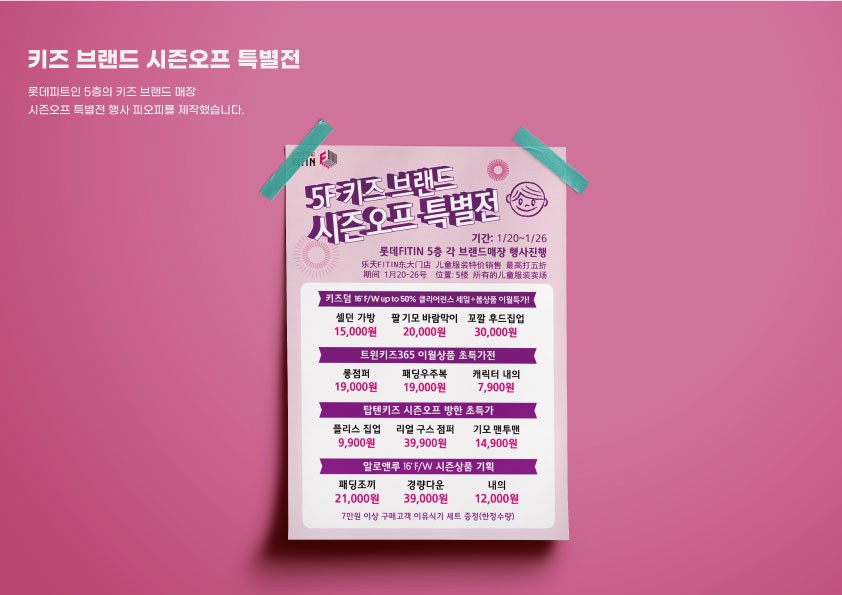 키즈 브랜드 시즌오프 특별전
롯데피트인 5층의 키즈 브랜드 매장
시즌오프 특별전 행사 피오피를 제작했습니다.
5F 키즈 브랜드
시즌오프 특별전
기간: 1/20~1/26
롯데FITIN 5층 각 브랜드매장 행사진행
乐天FITIN东大门店 儿童服装特价销售 最高打五折
期间 1月20-26号 位置: 5楼 所有的儿童服装卖场
키즈덤 16' F/W up to 50% 클리어런스 세일+봄상품 이월특가!
셀던 가방 팔기모 바람막이 꼬깔 후드집업
15,000원 20,000원 30,000원
트윈키즈365 이월상품 초특가전
롱점퍼 패딩우주복 캐릭터 내의
19,000원 19,000원 7,900원
탑텐키즈 시즌오프 방한 초특가
플리스 집업 리얼 구스 점퍼 기모 맨투맨
9,900원 39,900원 14,900원
알로앤루 16' F/W 시즌상품 기획
패딩조끼 경량다운 내의
21,000원 39,000원 12,000원
7만원 이상 구매고객 이유식기 세트 증정(한정수량)